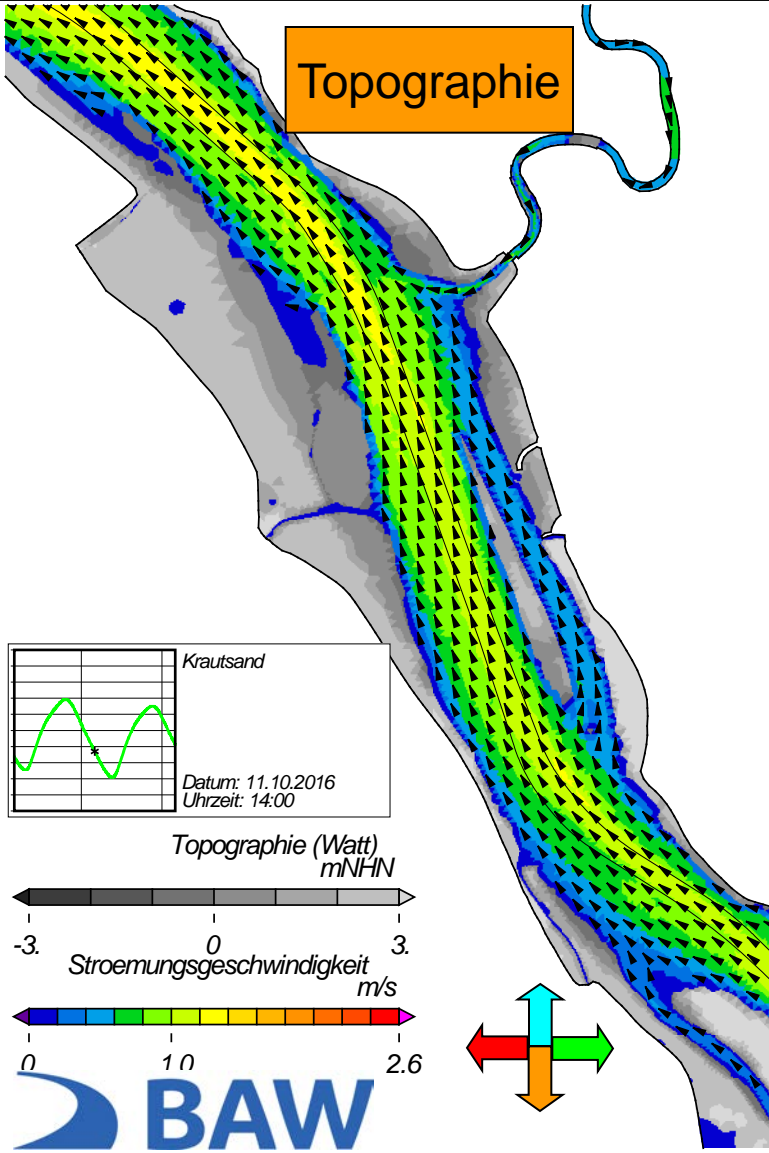 Topographie
Krautsand
Datum: 11.10.2016
Uhrzeit: 14:00
Topographie (Watt)
mNHN
-3. 0 3.
Stroemungsgeschwindigkeit
m/s
0 1.0 2.6
BAW